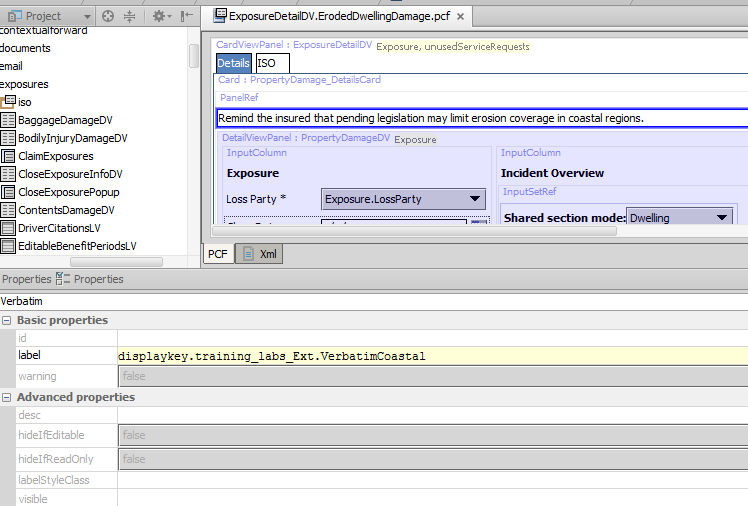 Project
ExposureDetailDV.ErodedDwellingDamage.pcf
contextualforward
documents
email
exposures
iso
BaggageDamageDV
BodilyInjuryDamageDV
ClaimExposures
CloseExposureInfoDV
CloseExposurePopup
ContentsDamageDV
DriverCitationsLV
EditableBenefitPeriodsLV
CardViewPanel : ExposureDetailDV Exposure, unusedServiceRequests
Details ISO
Card : PropertyDamage_DetailsCard
PanelRef
Remind the insured that pending legislation may limit erosion coverage in coastal regions.
DetailViewPanel : PropertyDamageDV Exposure
InputColumn
Exposure
Loss Party * Exposure.LossParty
InputColumn
Incident Overview
InputSetRef
Shared section mode: Dwelling
PCF Xml
Properties Properties
Verbatim
Basic properties
id
label displaykey.training_labs_Ext.VerbatimCoastal
warning false
Advanced properties
desc
hideIfEditable false
hideIfReadOnly false
labelStyleClass
visible